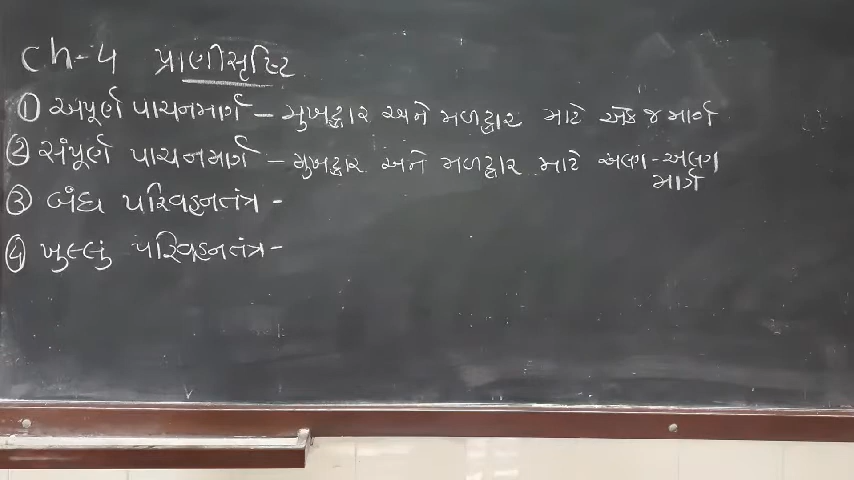 Ch-4 પ્રાણીસૃષ્ટિ
① અપૂર્ણ પાચનમાર્ગ - મુખદ્વાર અને મળદ્વાર માટે એક જ માર્ગ
② સંપૂર્ણ પાચનમાર્ગ - મુખદ્વાર અને મળદ્વાર માટે અલગ-અલગ
માર્ગ
③ બંધ પરિવહનતંત્ર -
④ ખુલ્લું પરિવહનતંત્ર -